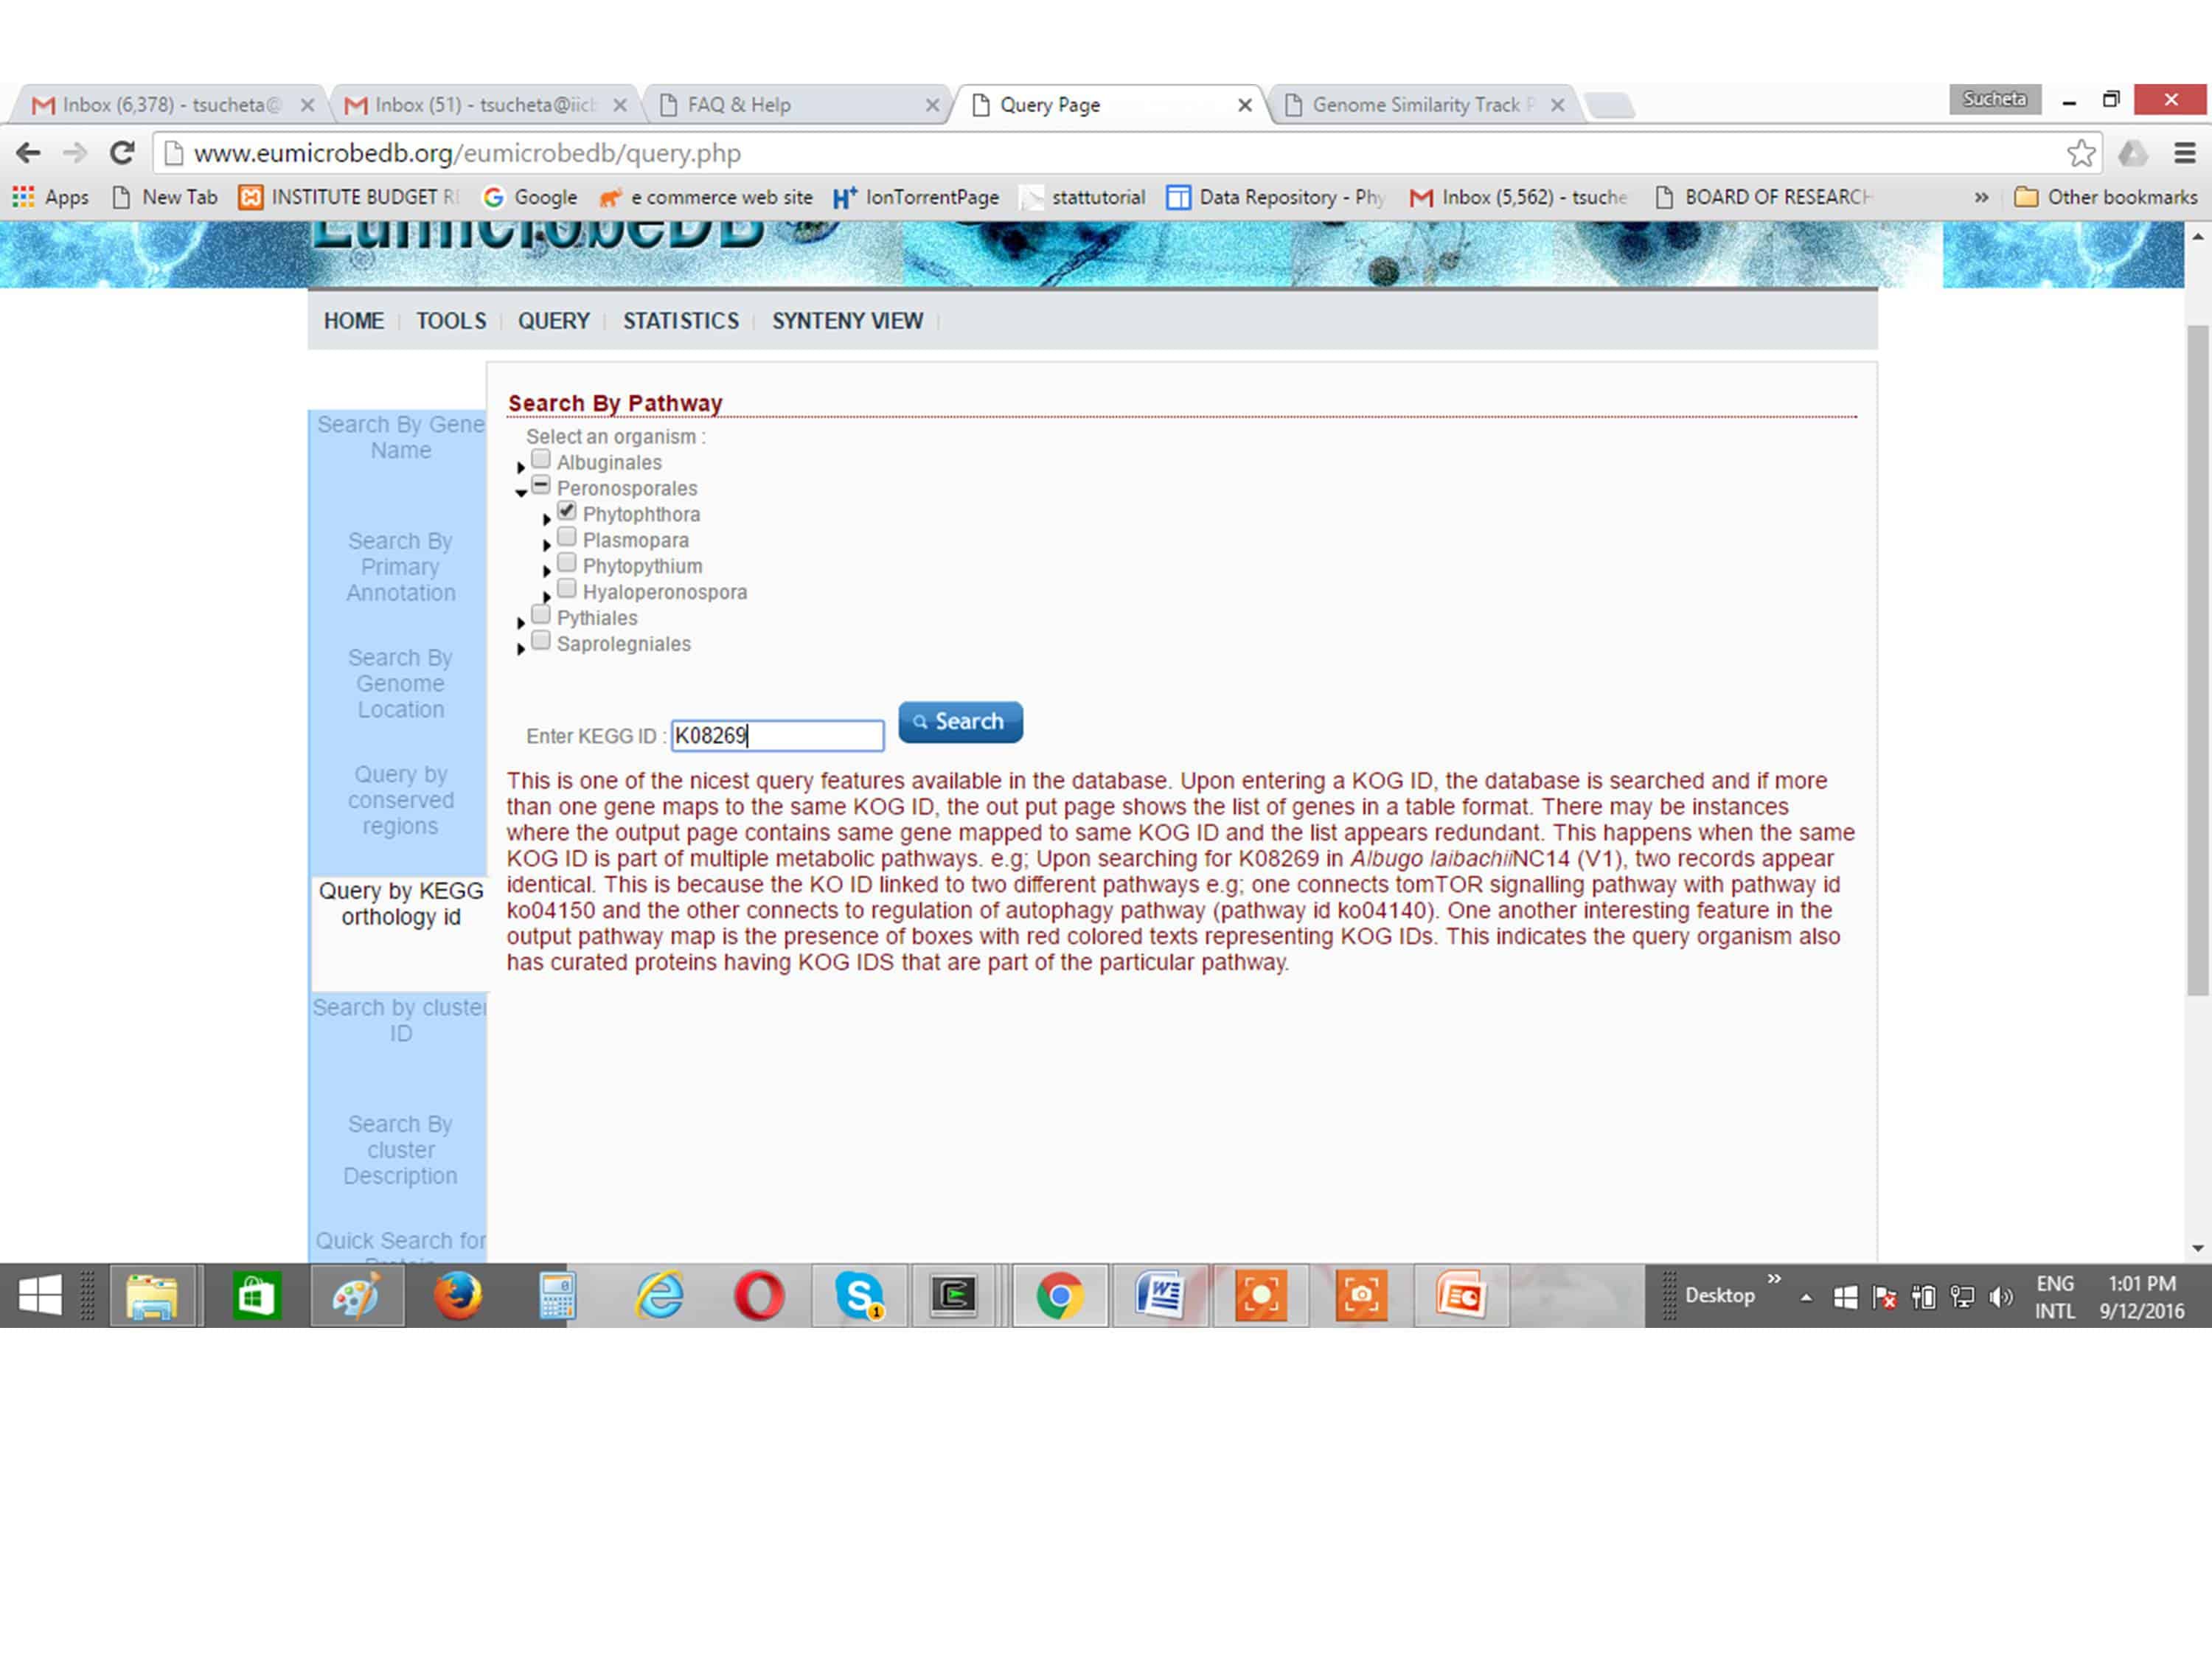 Inbox (6,378) - tsucheta@
Inbox (51) - tsucheta@iicb
FAQ & Help
Query Page
Genome Similarity Track P
Sucheta
www.eumicrobedb.org/eumicrobedb/query.php
Apps
New Tab
INSTITUTE BUDGET RE
Google
e commerce web site
H+ IonTorrentPage
stattutorial
Data Repository - Phy
Inbox (5,562) - tsuche
BOARD OF RESEARCH
»
Other bookmarks
EumicrobeDB
HOME
TOOLS
QUERY
STATISTICS
SYNTENY VIEW
Search By Gene
Name
Search By
Primary
Annotation
Search By
Genome
Location
Query by
conserved
regions
Query by KEGG
orthology id
Search by cluster
ID
Search By
cluster
Description
Quick Search for
Protein
Search By Pathway
Select an organism :
Albuginales
Peronosporales
Phytophthora
Plasmopara
Phytopythium
Hyaloperonospora
Pythiales
Saprolegniales
Enter KEGG ID : K08269
Search
This is one of the nicest query features available in the database. Upon entering a KOG ID, the database is searched and if more
than one gene maps to the same KOG ID, the out put page shows the list of genes in a table format. There may be instances
where the output page contains same gene mapped to same KOG ID and the list appears redundant. This happens when the same
KOG ID is part of multiple metabolic pathways. e.g; Upon searching for K08269 in Albugo laibachiiNC14 (V1), two records appear
identical. This is because the KO ID linked to two different pathways e.g; one connects tomTOR signalling pathway with pathway id
ko04150 and the other connects to regulation of autophagy pathway (pathway id ko04140). One another interesting feature in the
output pathway map is the presence of boxes with red colored texts representing KOG IDs. This indicates the query organism also
has curated proteins having KOG IDS that are part of the particular pathway.
Desktop
»
ENG
INTL
1:01 PM
9/12/2016